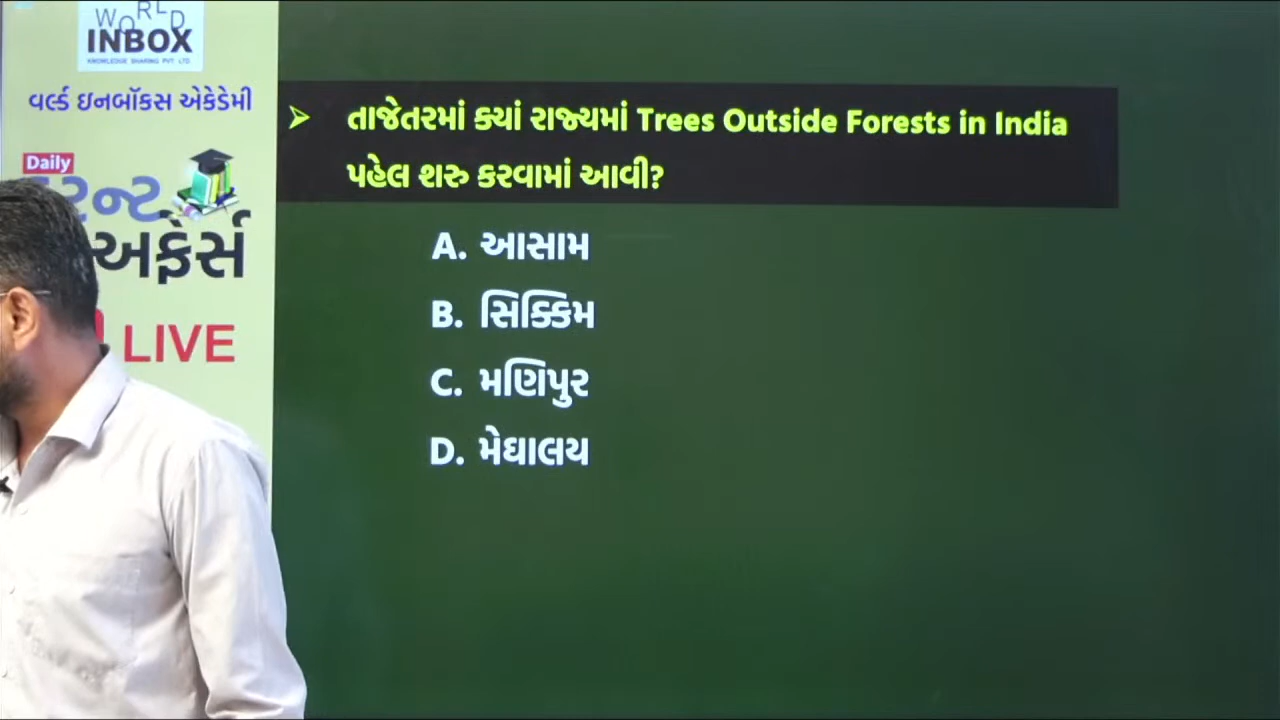 WORLD
INBOX
KNOWLEDGE SHARING PVT. LTD.
વર્લ્ડ ઇનબૉક્સ એકેડેમી
Daily
અફેર્સ
LIVE
➢ તાજેતરમાં ક્યાં રાજ્યમાં Trees Outside Forests in India
પહેલ શરુ કરવામાં આવી?
A. આસામ
B. સિક્કિમ
C. મણિપુર
D. મેઘાલય